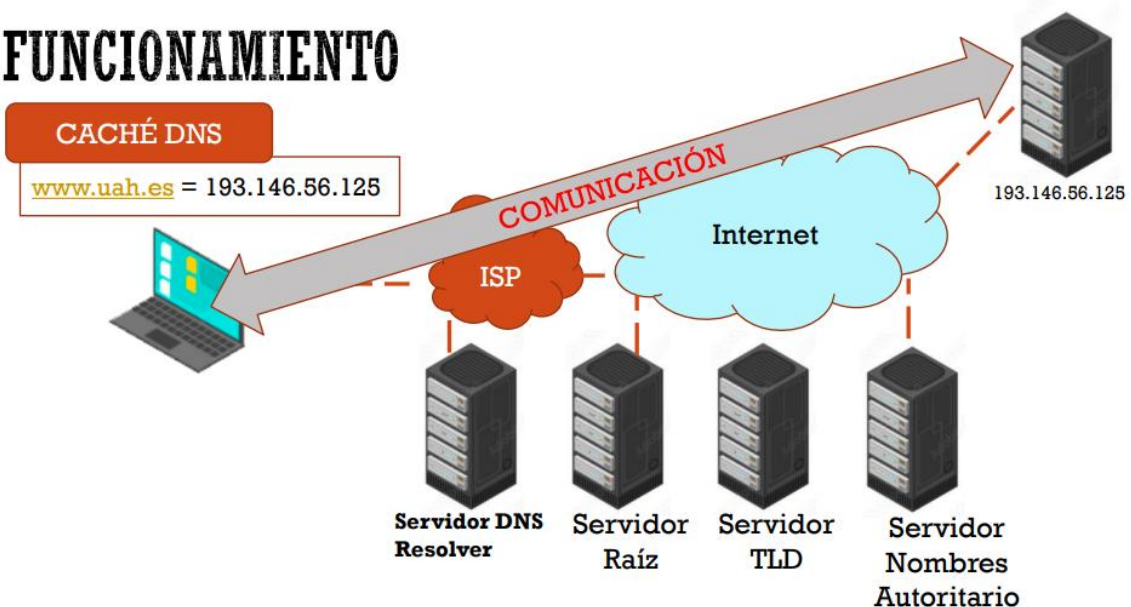 FUNCIONAMIENTO
CACHÉ DNS
www.uah.es = 193.146.56.125
COMUNICACIÓN
193.146.56.125
Internet
ISP
Servidor DNS
Resolver
Servidor
Raíz
Servidor
TLD
Servidor
Nombres
Autoritario